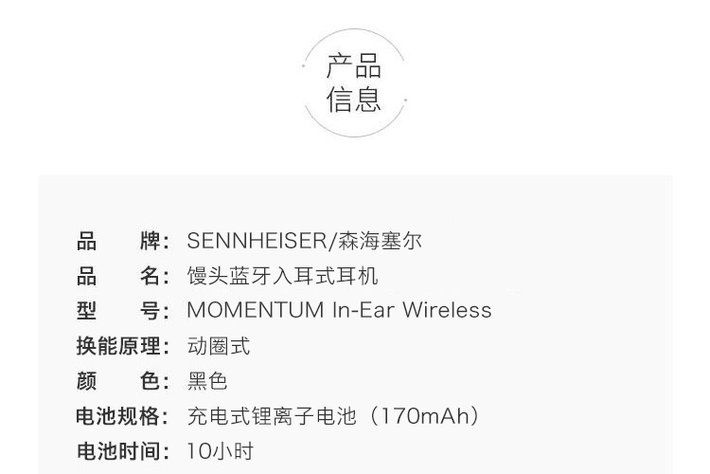 产品
信息
品 牌： SENNHEISER/森海塞尔
品 名： 馒头蓝牙入耳式耳机
型 号： MOMENTUM In-Ear Wireless
换能原理： 动圈式
颜 色： 黑色
电池规格： 充电式锂离子电池（170mAh）
电池时间： 10小时